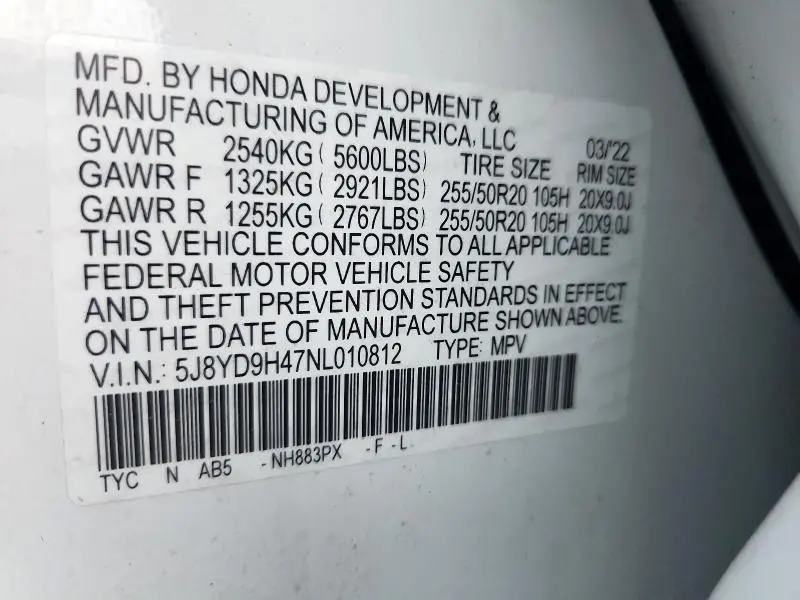 MFD. BY HONDA DEVELOPMENT &
MANUFACTURING OF AMERICA, LLC 03/'22
GVWR 2540KG ( 5600LBS) TIRE SIZE RIM SIZE
GAWR F 1325KG ( 2921LBS) 255/50R20 105H 20X9.0J
GAWR R 1255KG ( 2767LBS) 255/50R20 105H 20X9.0J
THIS VEHICLE CONFORMS TO ALL APPLICABLE
FEDERAL MOTOR VEHICLE SAFETY
AND THEFT PREVENTION STANDARDS IN EFFECT
ON THE DATE OF MANUFACTURE SHOWN ABOVE.
V.I.N.: 5J8YD9H47NL010812 TYPE: MPV
TYC N AB5 -NH883PX -F -L